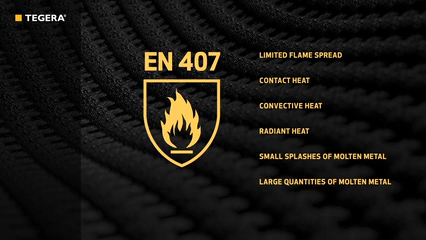 TEGERA®
EN 407
LIMITED FLAME SPREAD
CONTACT HEAT
CONVECTIVE HEAT
RADIANT HEAT
SMALL SPLASHES OF MOLTEN METAL
LARGE QUANTITIES OF MOLTEN METAL